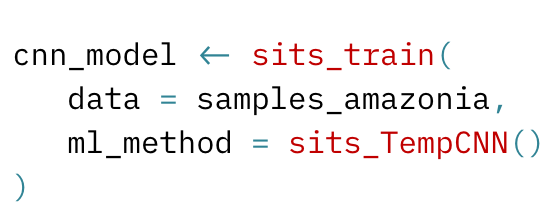 cnn_model <- sits_train(
data = samples_amazonia,
ml_method = sits_TempCNN()
)